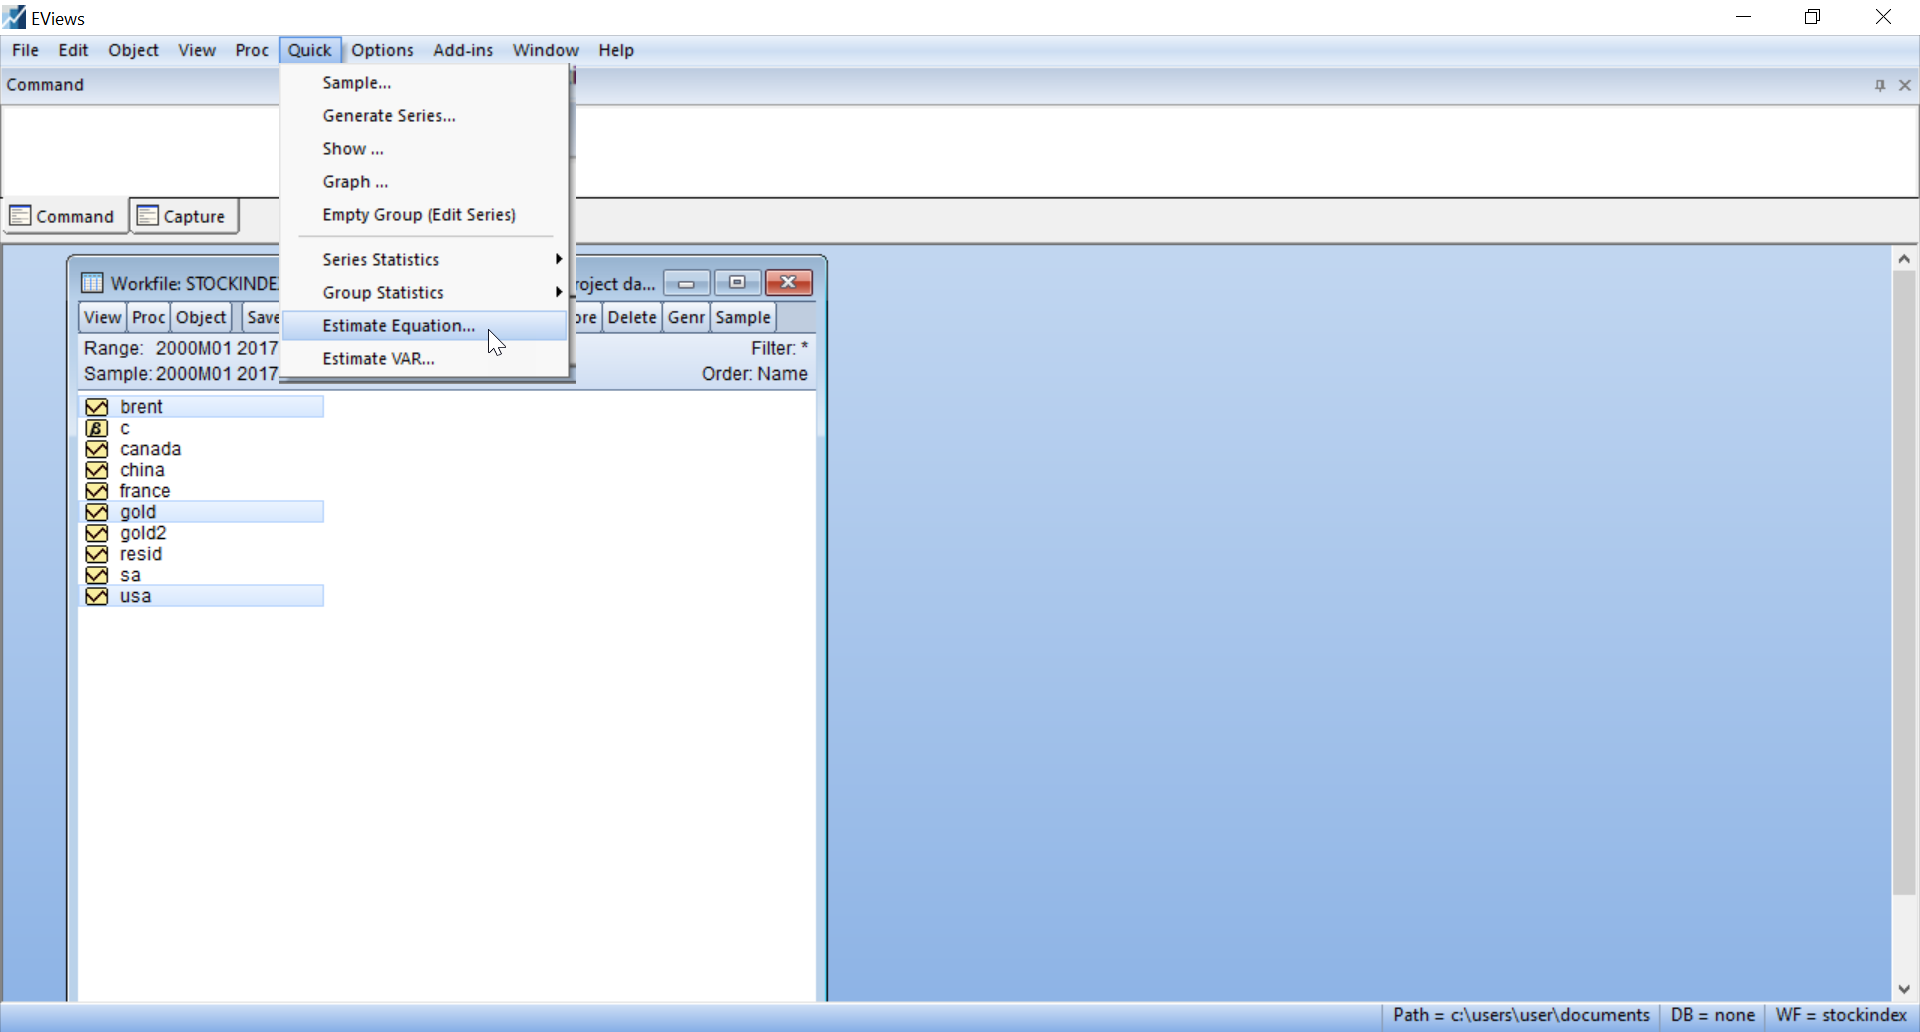 EViews
File Edit Object View Proc Quick Options Add-ins Window Help
Command
Sample...
Generate Series...
Show ...
Graph ...
Empty Group (Edit Series)
Series Statistics
Group Statistics
Estimate Equation...
Estimate VAR...
Command Capture
Workfile: STOCKINDE roject da...
View Proc Object Save ore Delete Genr Sample
Range: 2000M01 2017 Filter: *
Sample: 2000M01 2017 Order: Name
brent
β c
canada
china
france
gold
gold2
resid
sa
usa
Path = c:\users\user\documents DB = none WF = stockindex